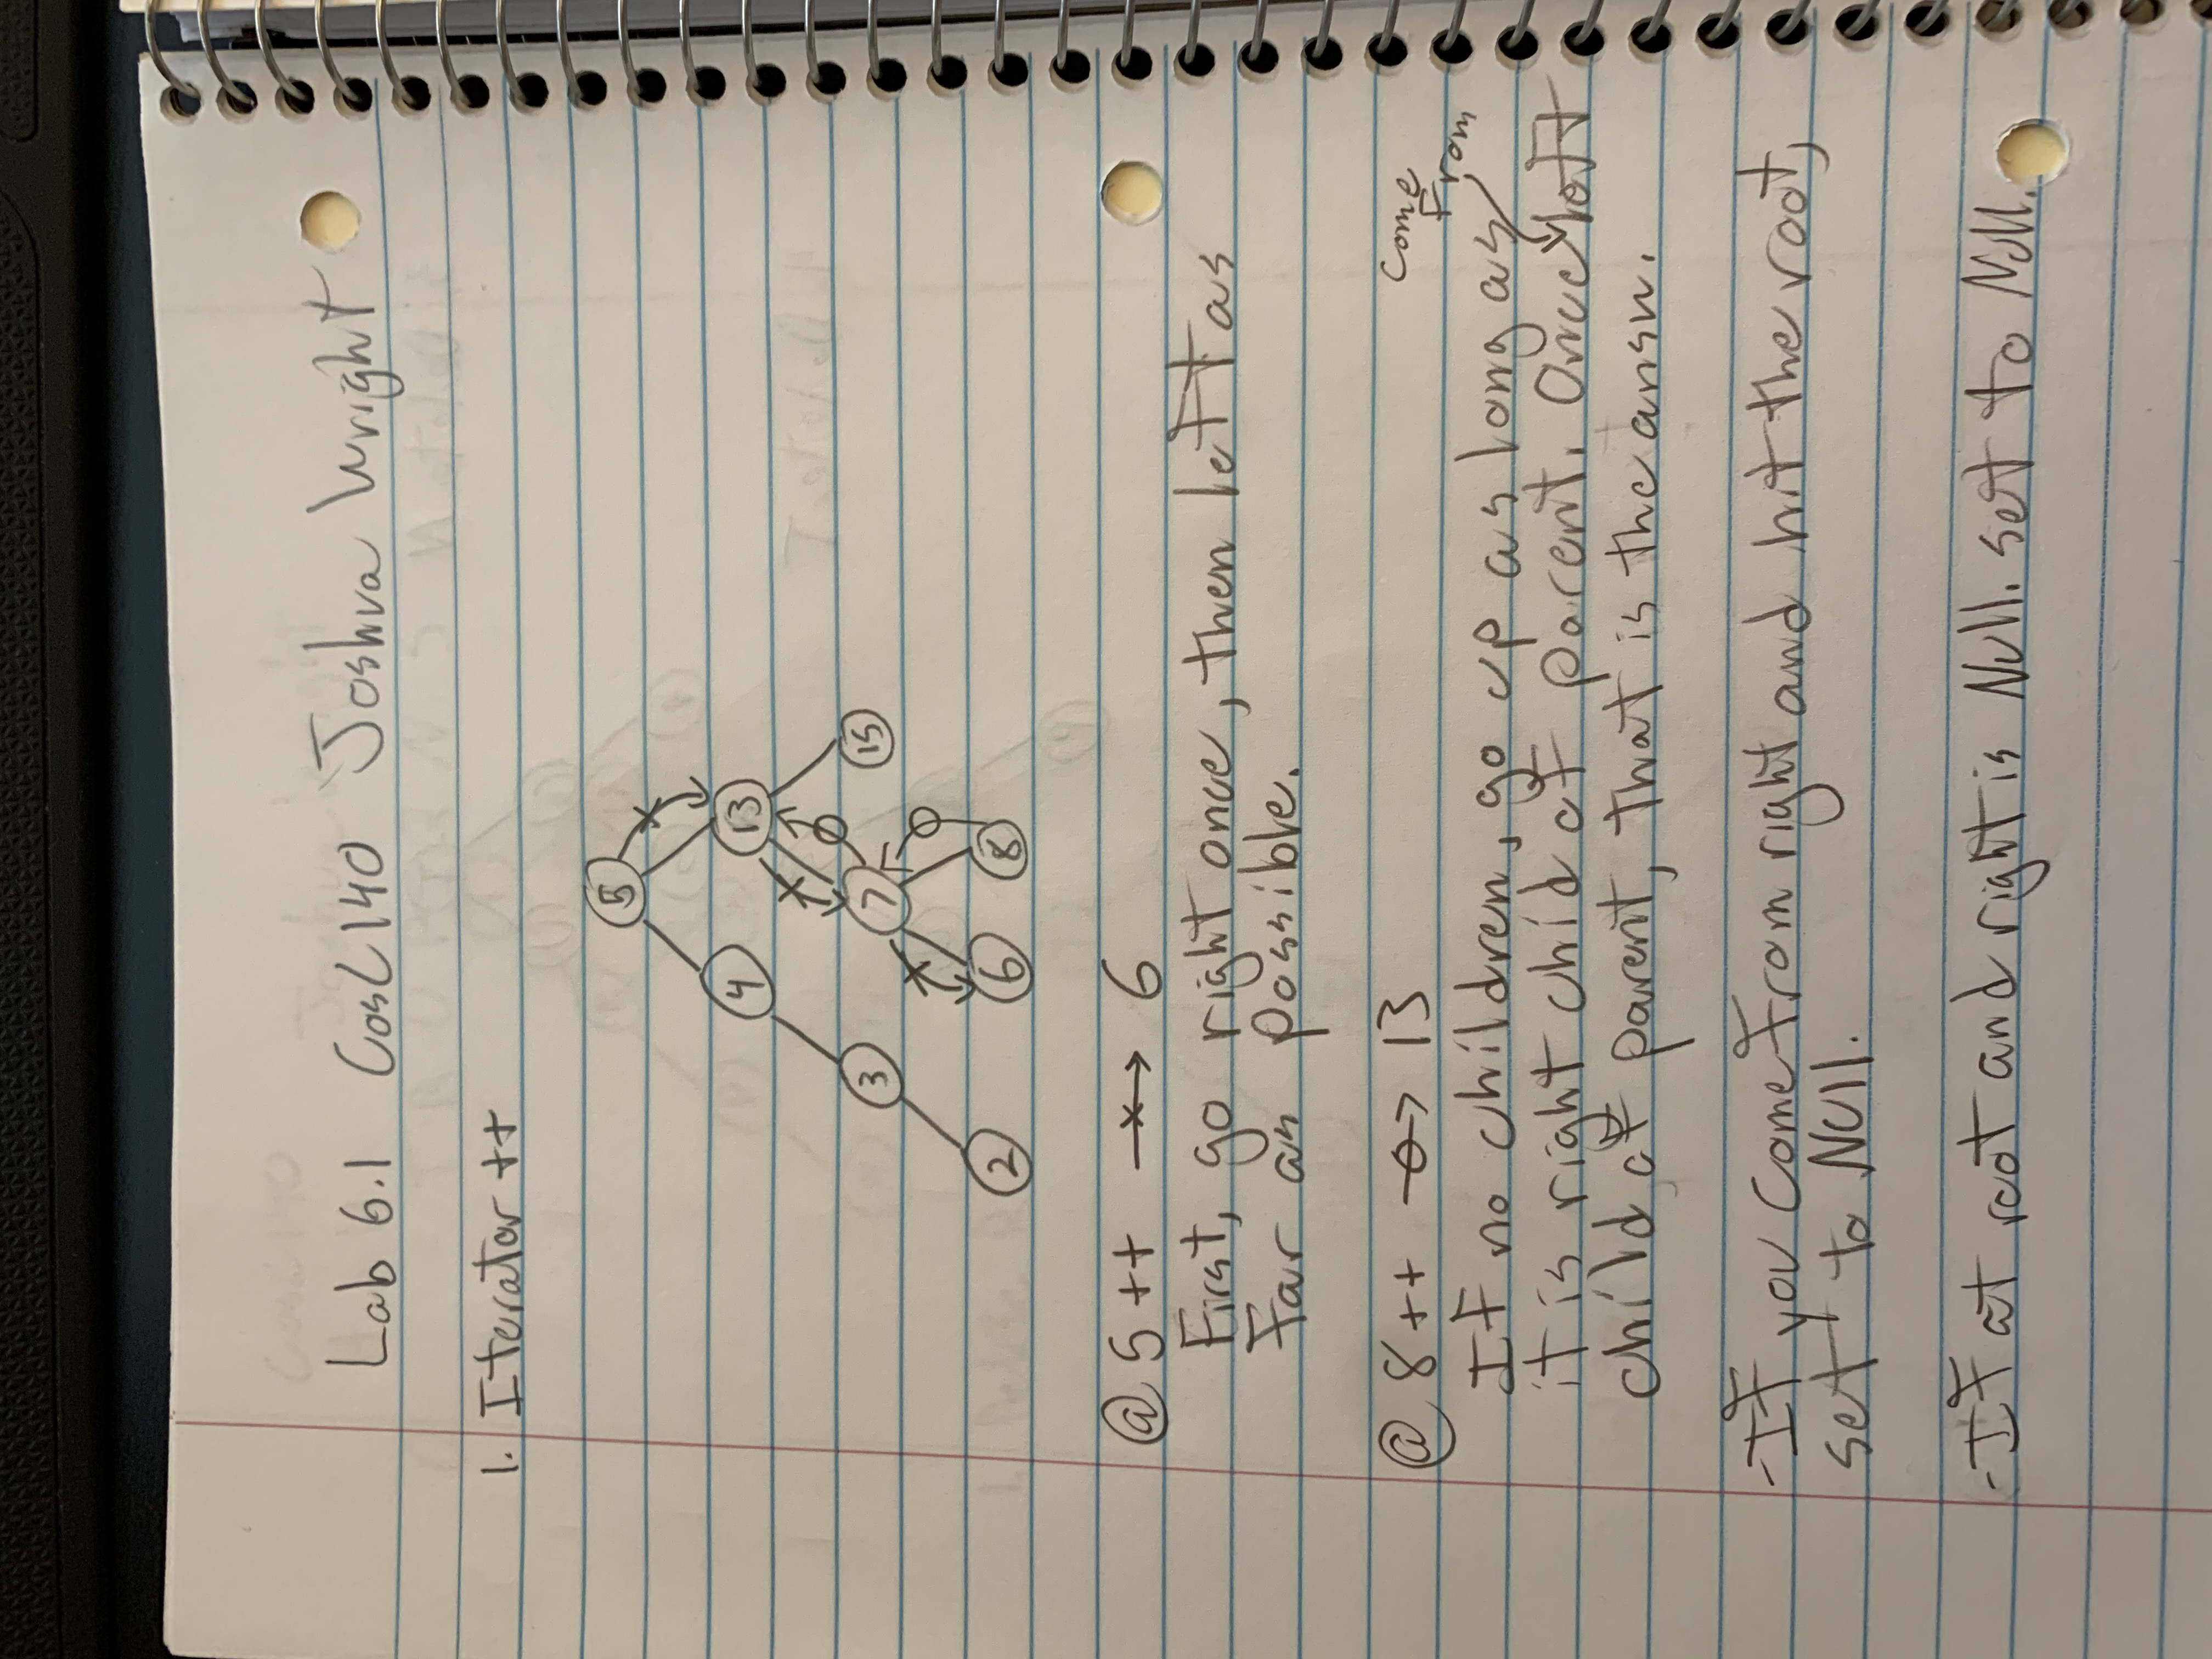 Lab 6.1 CosC140 Joshua Wright
1. Iterator ++
5
4 13
3 7 15
2 6 8
@ 5 ++ → 6
First, go right once, then left as
far as possible.
@ 8 ++ → 13
Come
From
If no children, go up as long as
it is right chid of parent. Once left
child of parent, that is the answ.
-If you come from right and hit the root,
set to Null.
-If at root and right is Null. set to Null.